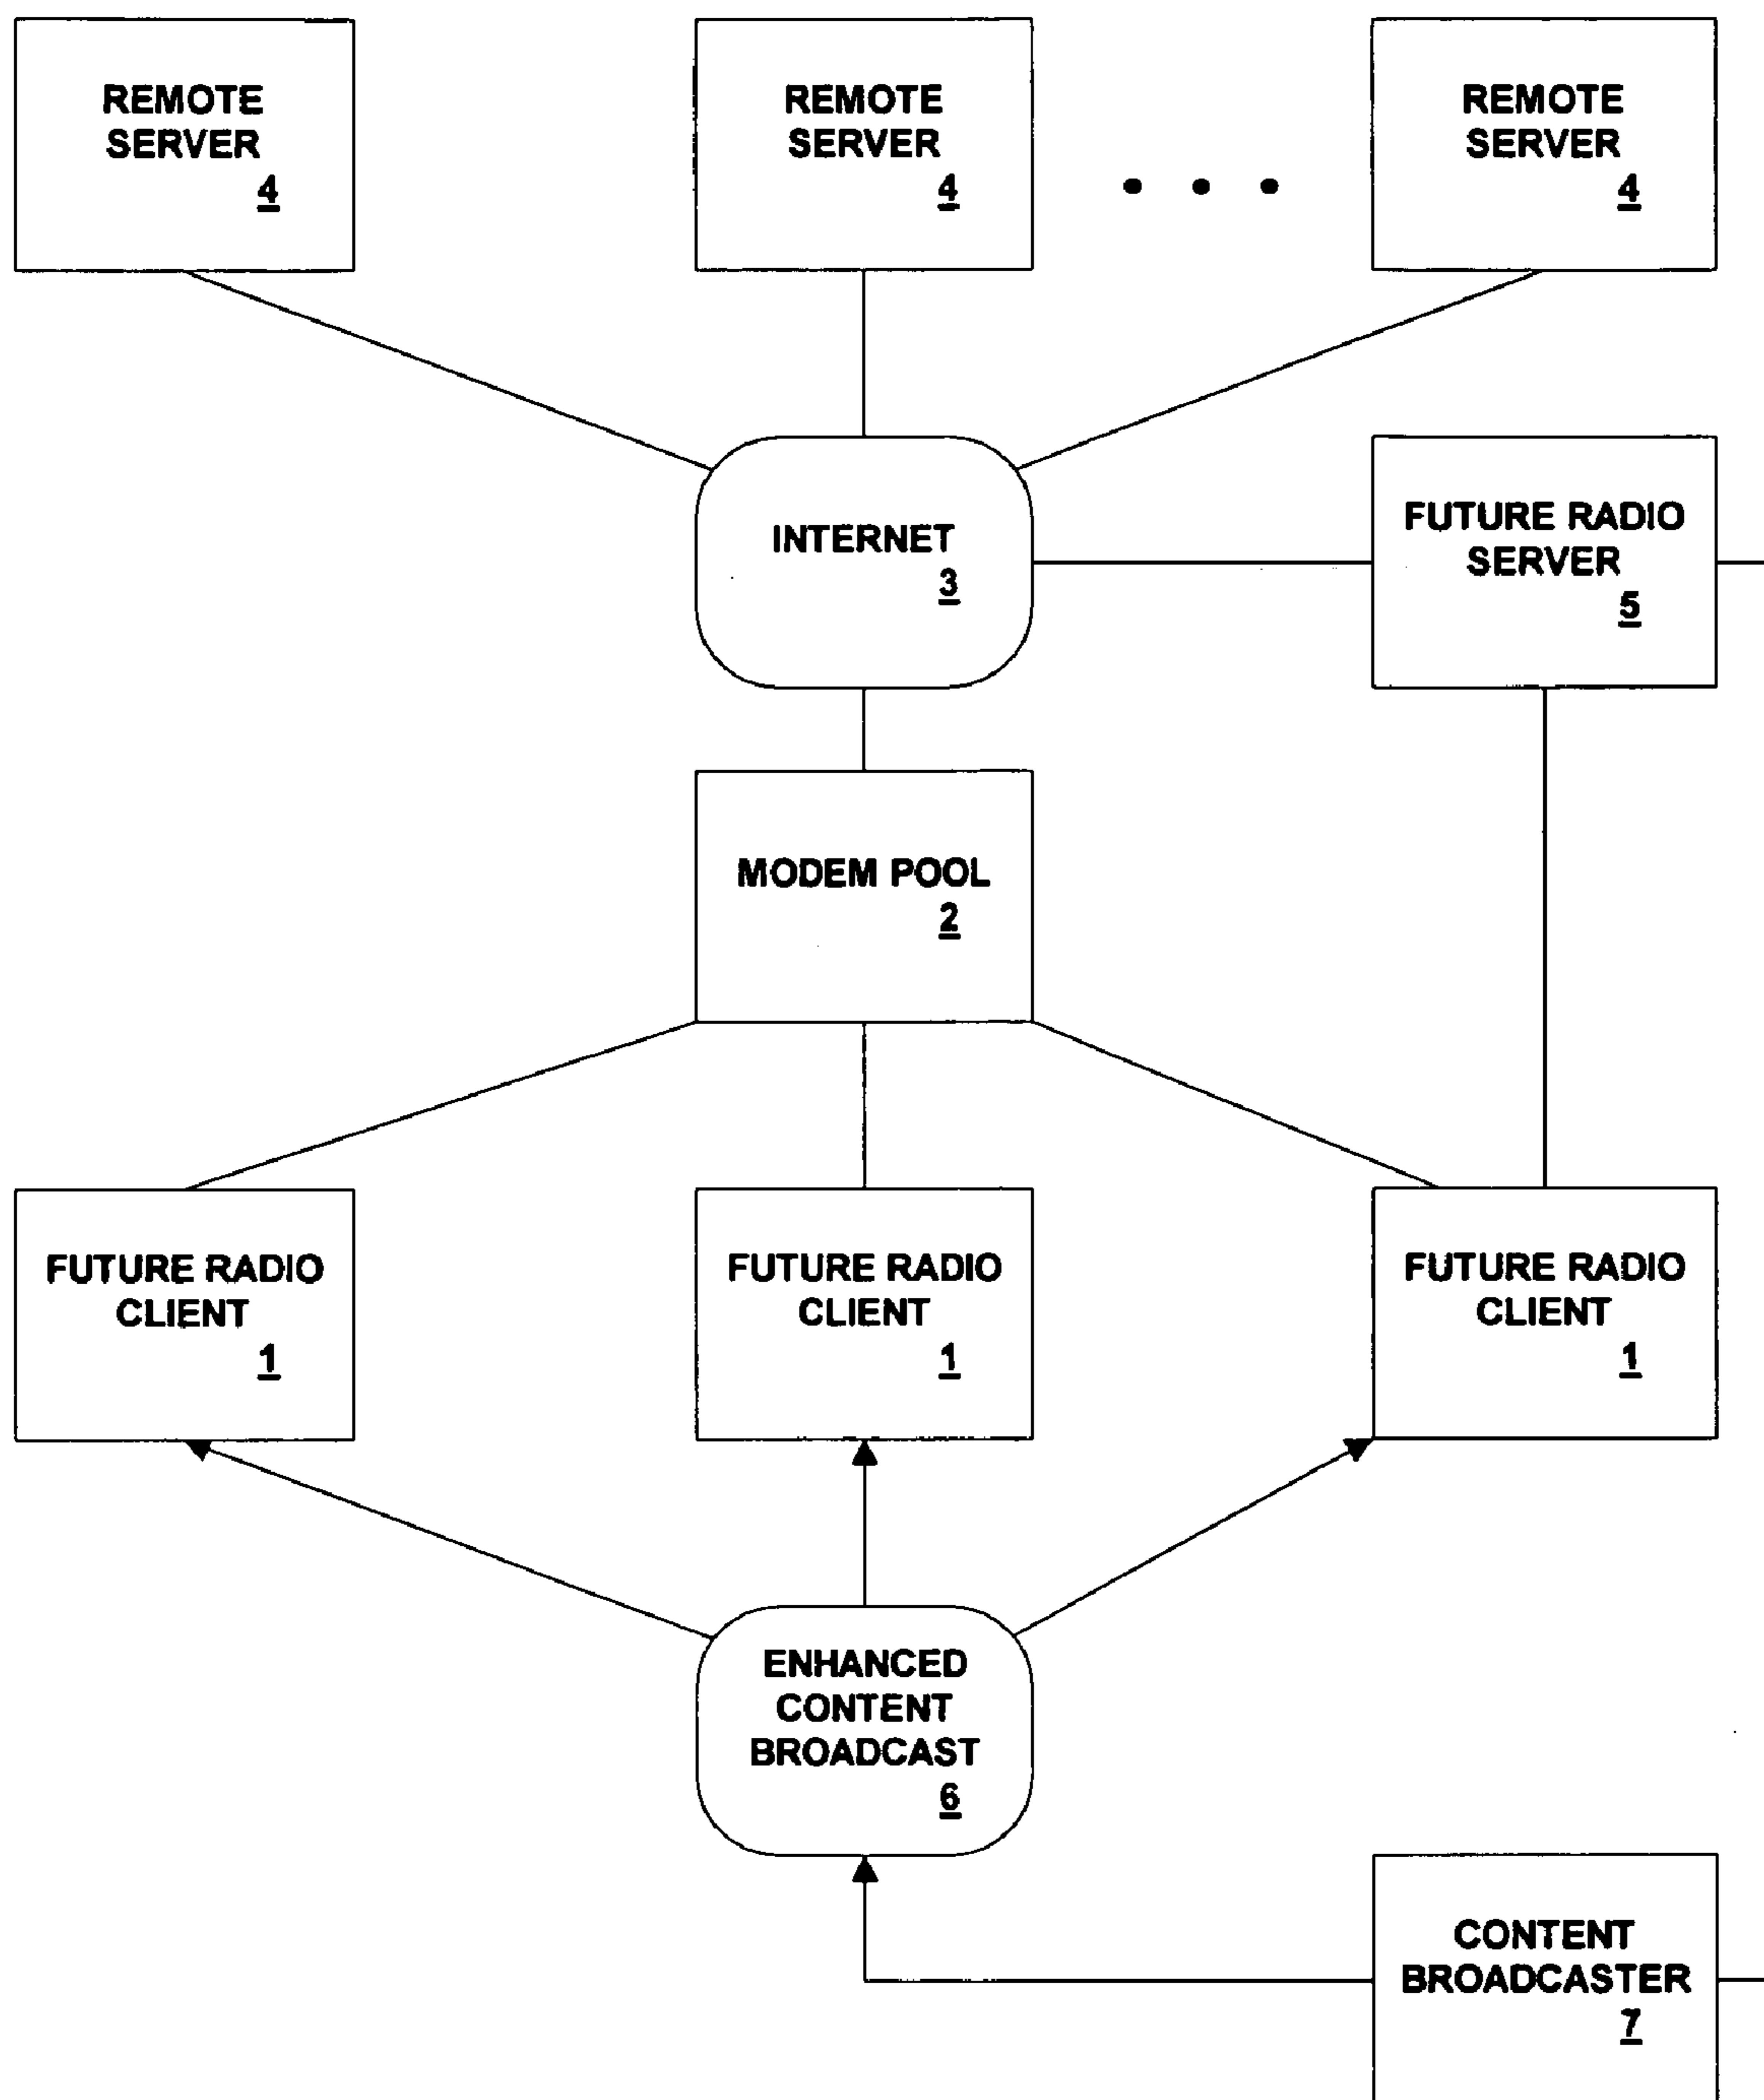 REMOTE
SERVER
4
REMOTE
SERVER
4
REMOTE
SERVER
4
INTERNET
3
FUTURE RADIO
SERVER
5
MODEM POOL
2
FUTURE RADIO
CLIENT
1
FUTURE RADIO
CLIENT
1
FUTURE RADIO
CLIENT
1
ENHANCED
CONTENT
BROADCAST
6
CONTENT
BROADCASTER
7